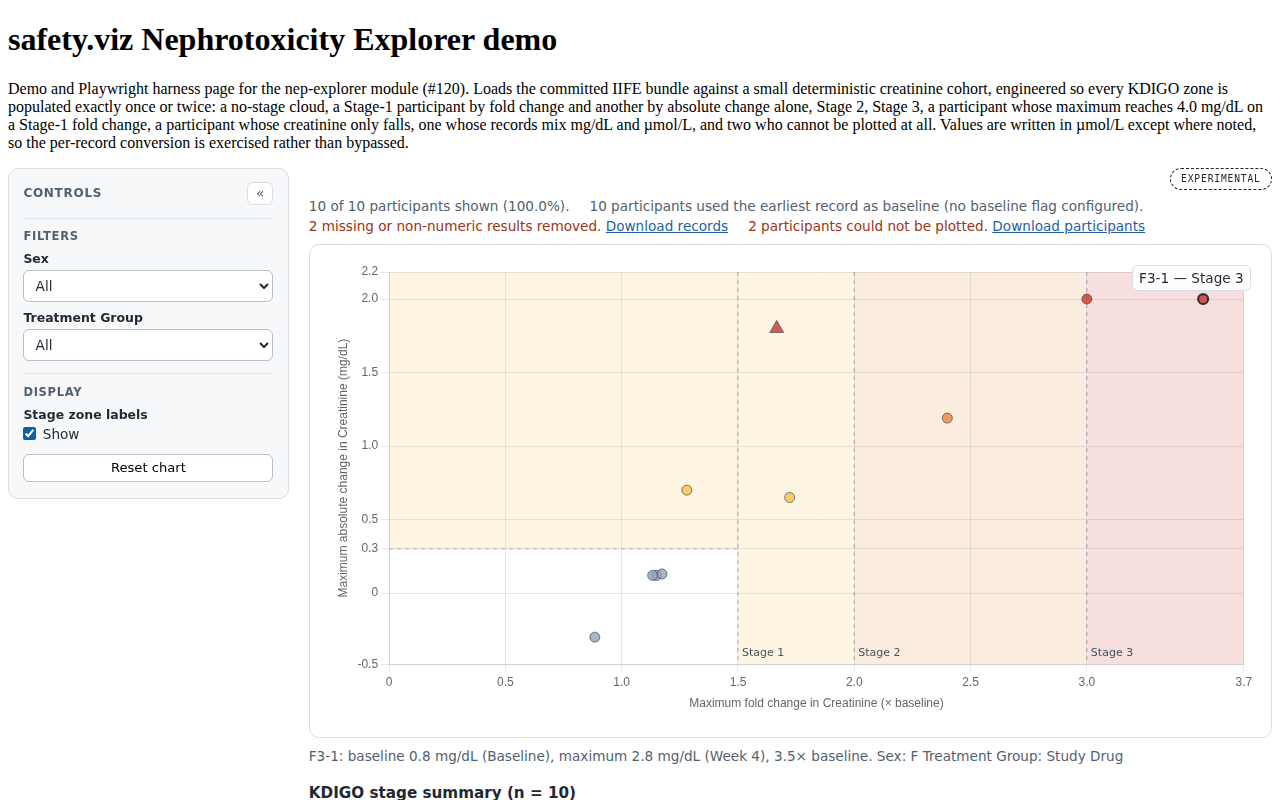 safety.viz Nephrotoxicity Explorer demo
Demo and Playwright harness page for the nep-explorer module (#120). Loads the committed IIFE bundle against a small deterministic creatinine cohort, engineered so every KDIGO zone is
populated exactly once or twice: a no-stage cloud, a Stage-1 participant by fold change and another by absolute change alone, Stage 2, Stage 3, a participant whose maximum reaches 4.0 mg/dL on
a Stage-1 fold change, a participant whose creatinine only falls, one whose records mix mg/dL and µmol/L, and two who cannot be plotted at all. Values are written in µmol/L except where noted,
so the per-record conversion is exercised rather than bypassed.
CONTROLS
«
FILTERS
Sex
All
Treatment Group
All
DISPLAY
Stage zone labels
Show
Reset chart
EXPERIMENTAL
10 of 10 participants shown (100.0%). 10 participants used the earliest record as baseline (no baseline flag configured).
2 missing or non-numeric results removed. Download records 2 participants could not be plotted. Download participants
F3-1 — Stage 3
Maximum absolute change in Creatinine (mg/dL)
2.2
2.0
1.5
1.0
0.5
0.3
0
-0.5
Stage 1
Stage 2
Stage 3
0 0.5 1.0 1.5 2.0 2.5 3.0 3.7
Maximum fold change in Creatinine (× baseline)
F3-1: baseline 0.8 mg/dL (Baseline), maximum 2.8 mg/dL (Week 4), 3.5× baseline. Sex: F Treatment Group: Study Drug
KDIGO stage summary (n = 10)